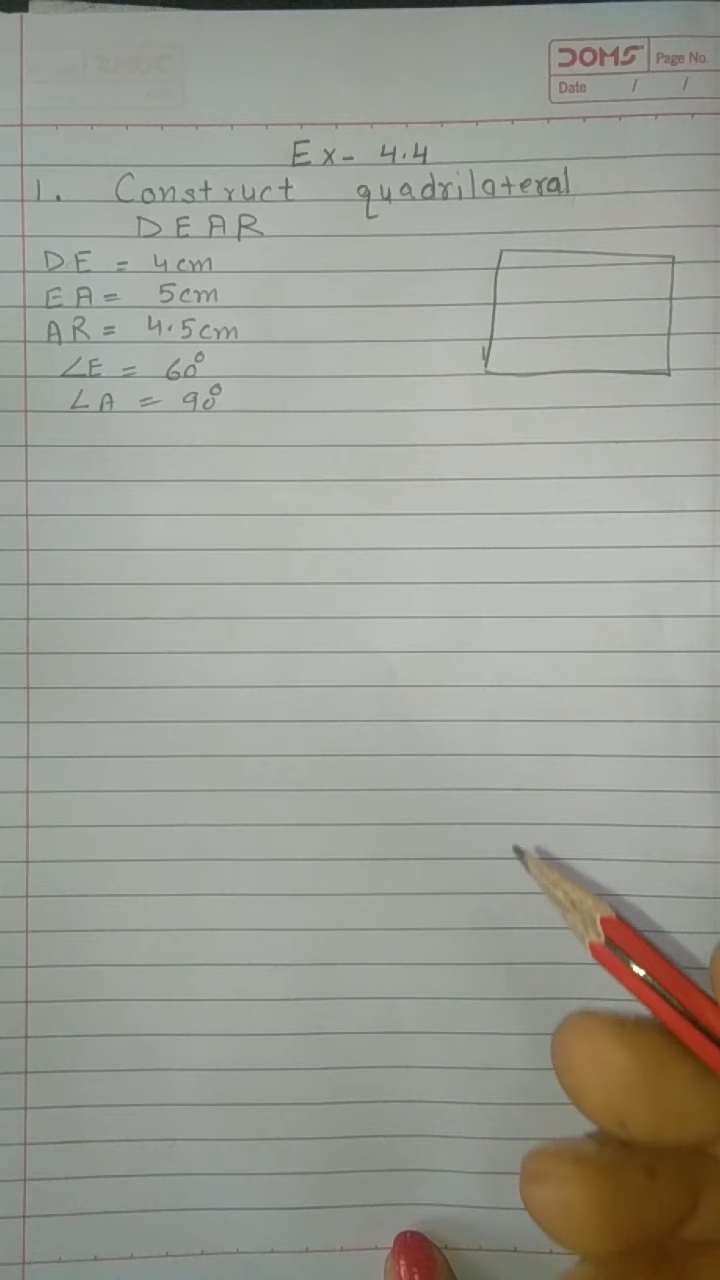 DOMS Page No.
Date / /
Ex- 4.4
1. Construct quadrilateral
DEAR
DE = 4cm
EA = 5cm
AR = 4.5cm
∠E = 60°
∠A = 90°